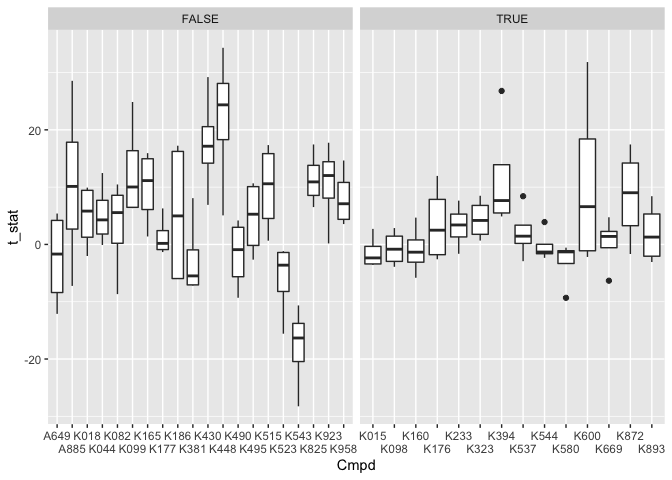 FALSE TRUE
t_stat
20
0
-20
A649 K018 K082 K165 K186 K430 K490 K515 K543 K923 K015 K160 K233 K394 K544 K600 K872
A885 K044 K099 K177 K381 K448 K495 K523 K825 K958 K098 K176 K323 K537 K580 K669 K893
Cmpd